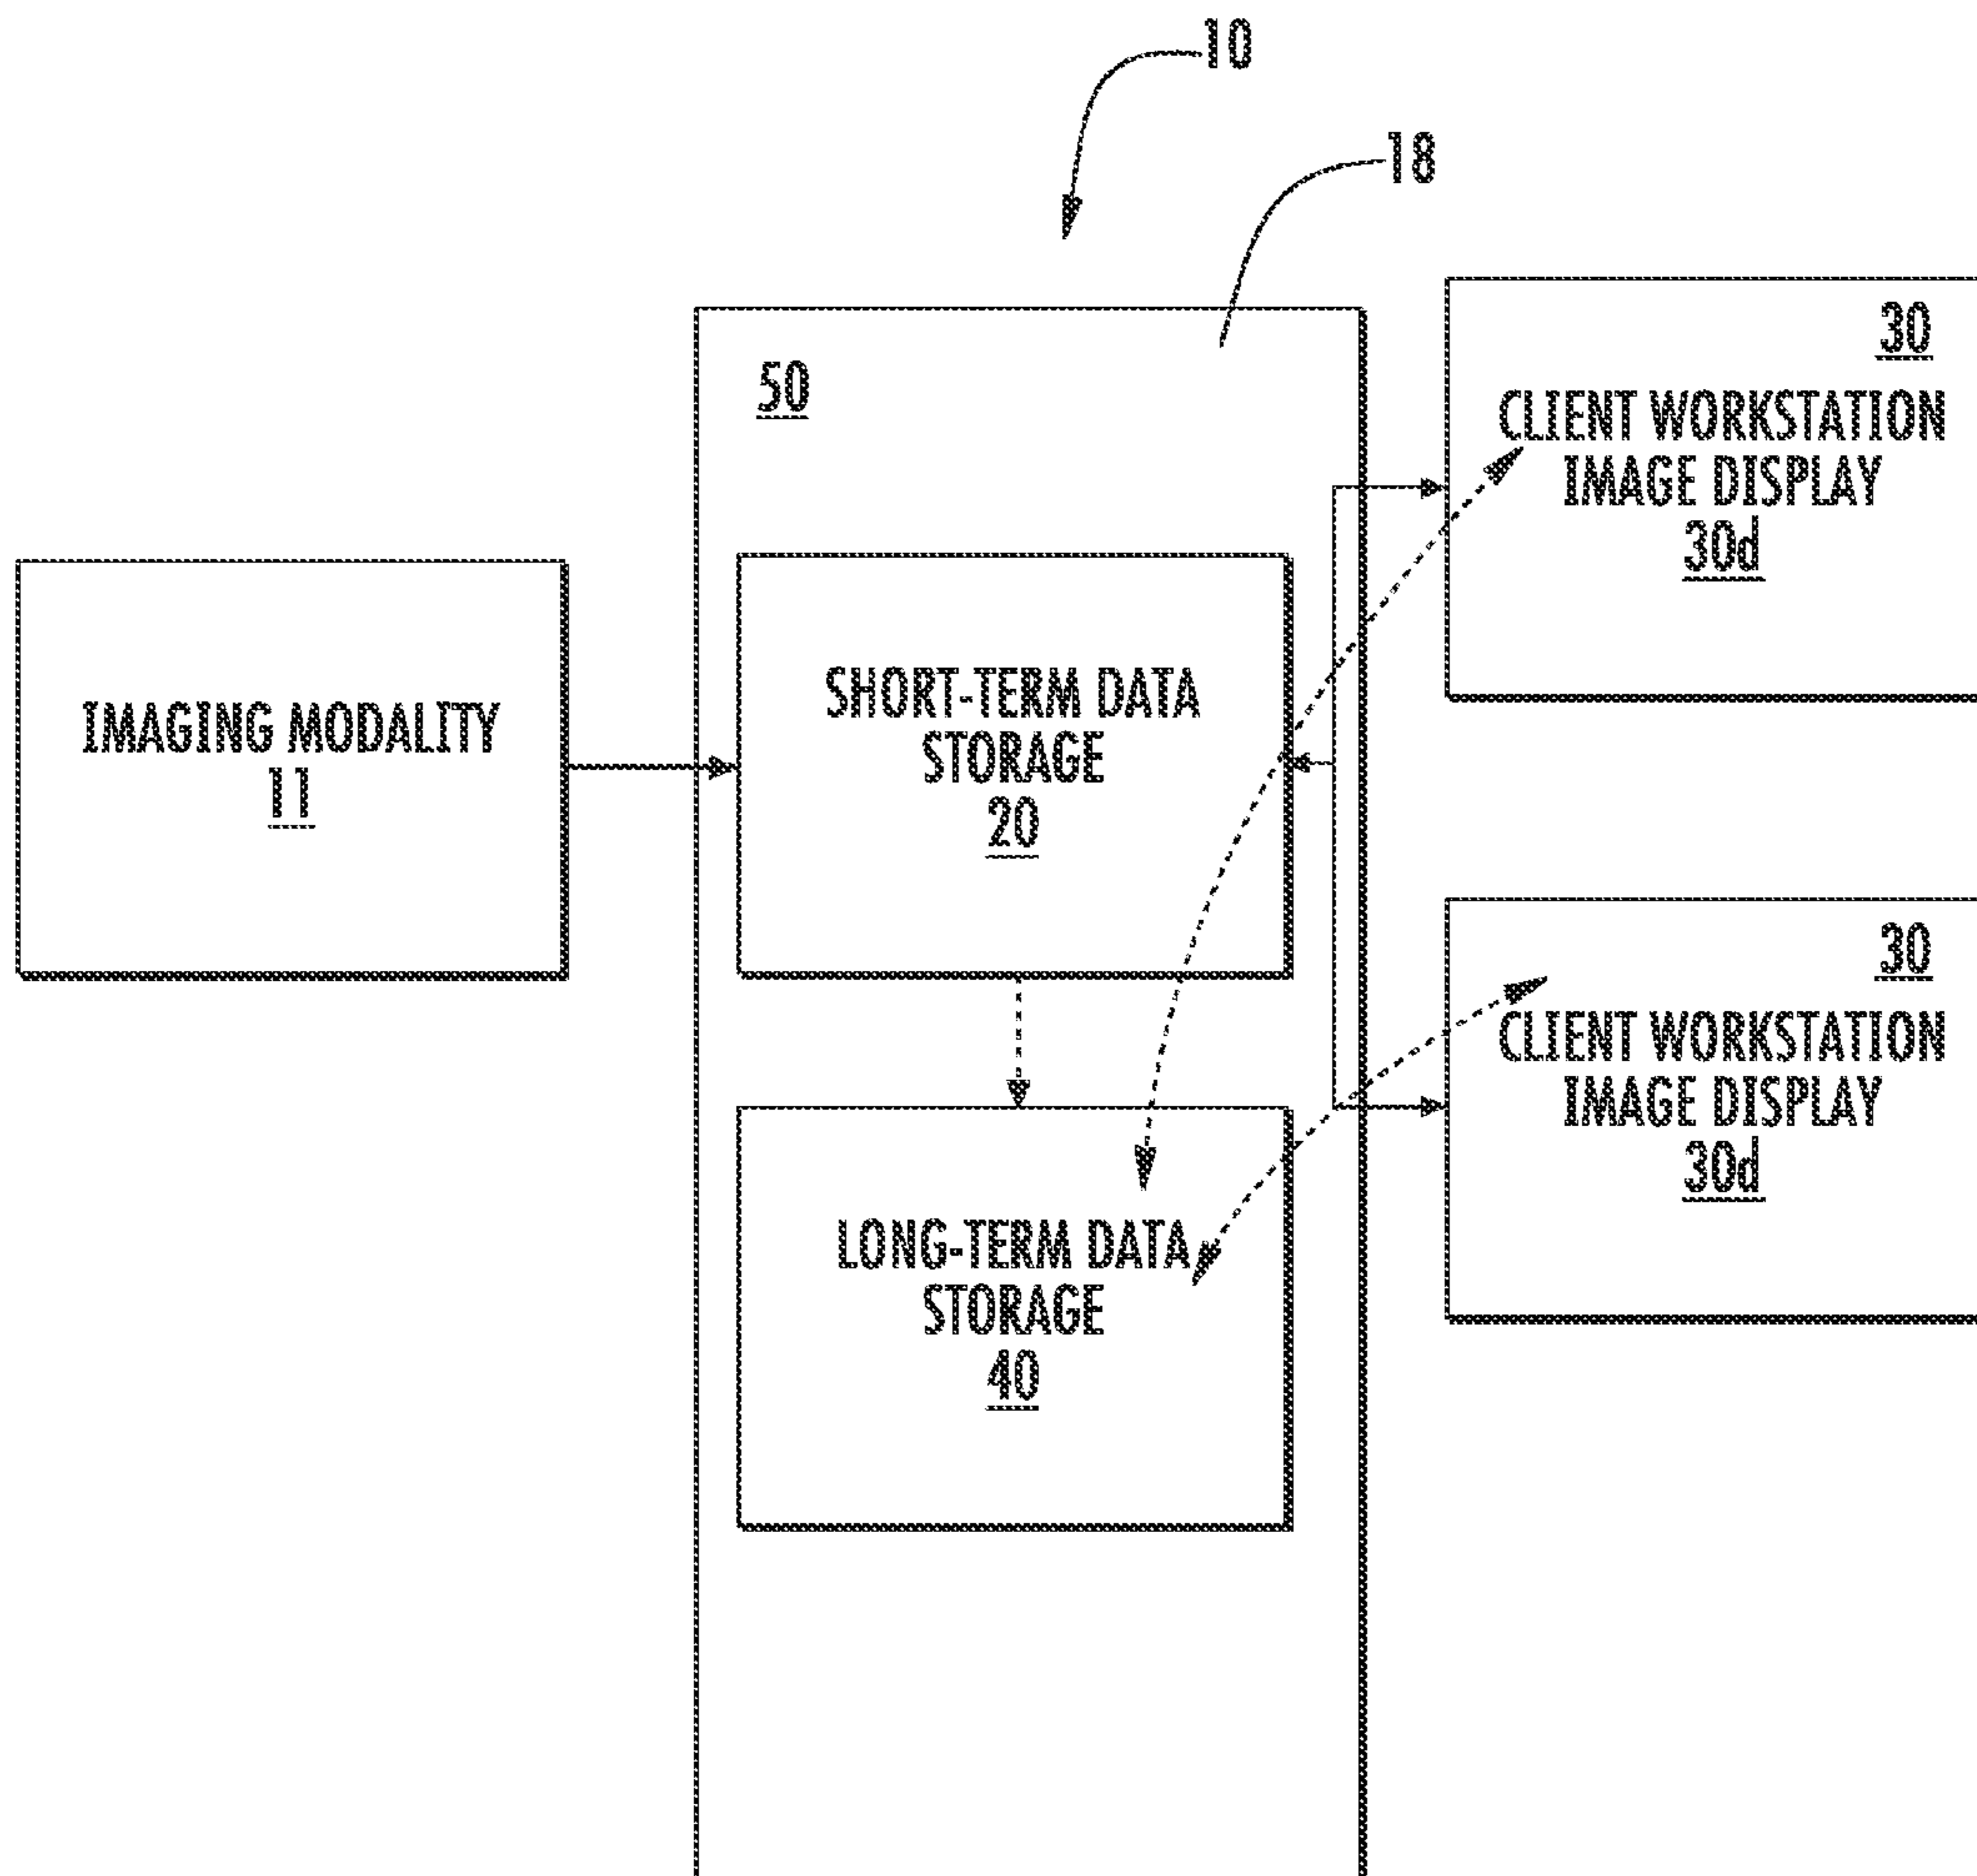 10
18
50
30
CLIENT WORKSTATION
IMAGE DISPLAY
30d
IMAGING MODALITY
11
SHORT-TERM DATA
STORAGE
20
30
CLIENT WORKSTATION
IMAGE DISPLAY
30d
LONG-TERM DATA
STORAGE
40